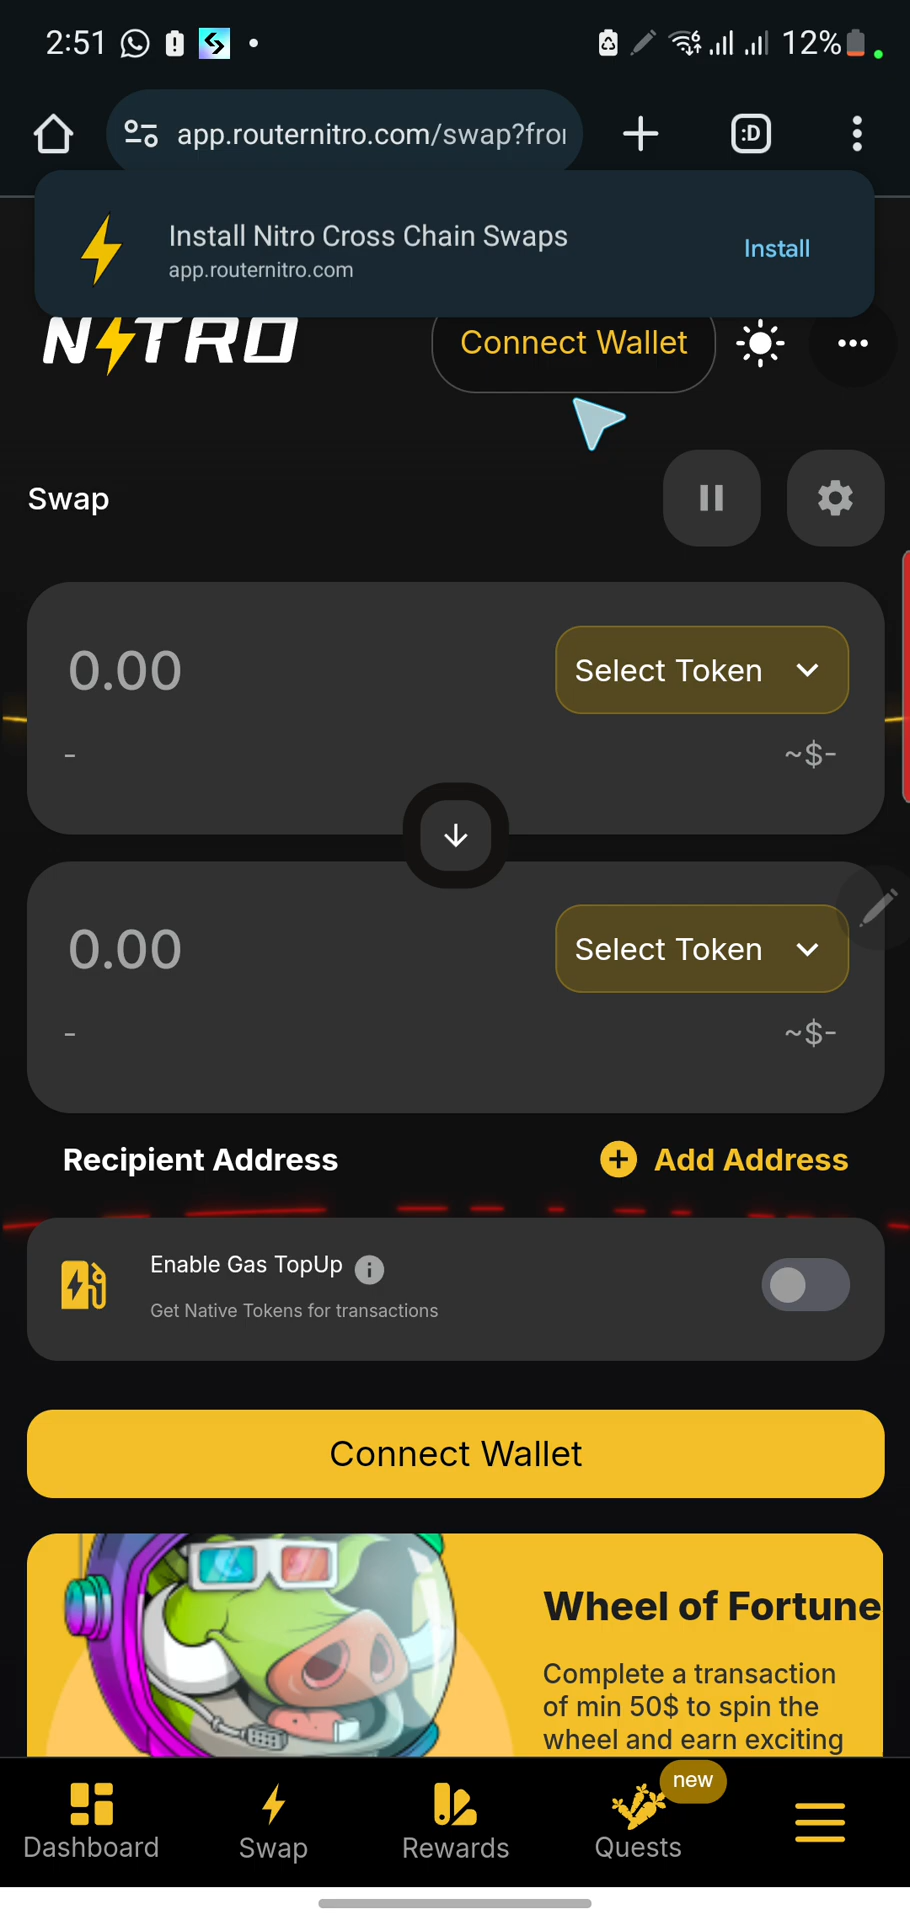 2:51
12%
app.routernitro.com/swap?fro
:D
Install Nitro Cross Chain Swaps
app.routernitro.com
Install
NITRO
Connect Wallet
Swap
0.00
Select Token
-
~$-
0.00
Select Token
-
~$-
Recipient Address
Add Address
Enable Gas TopUp
Get Native Tokens for transactions
Connect Wallet
Wheel of Fortune
Complete a transaction
of min 50$ to spin the
wheel and earn exciting
new
Dashboard
Swap
Rewards
Quests